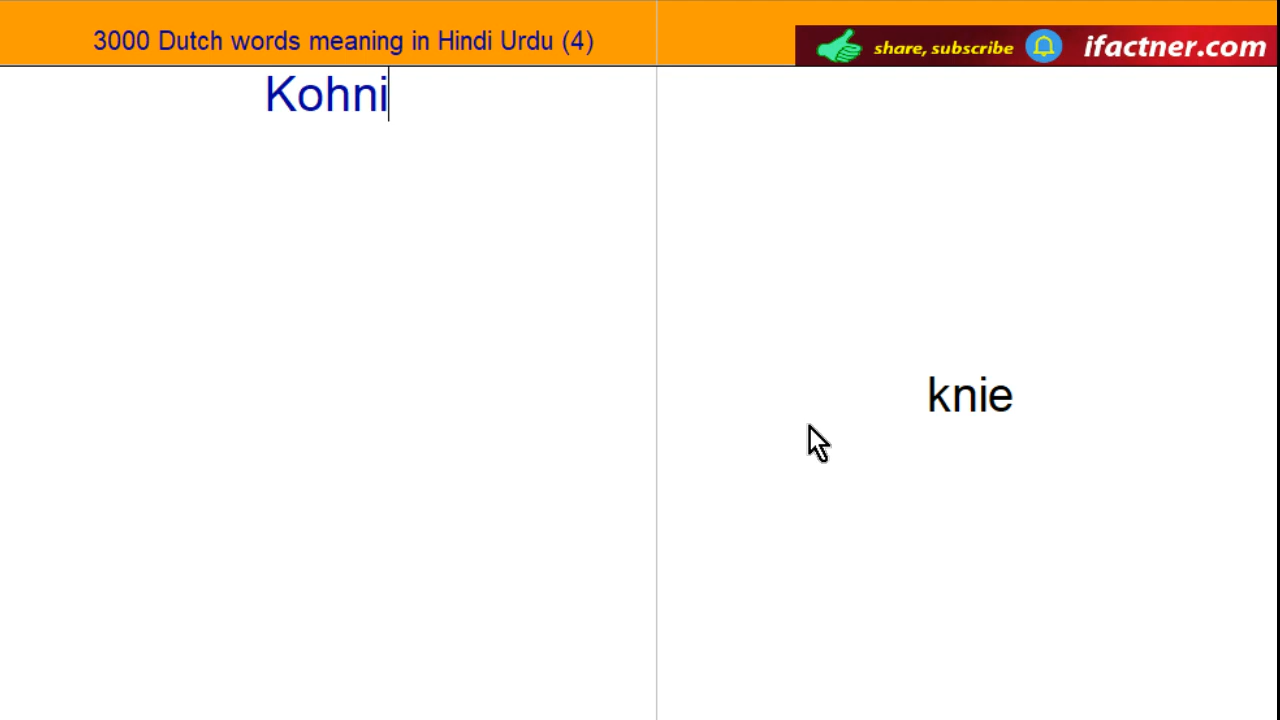 3000 Dutch words meaning in Hindi Urdu (4)
share, subscribe
ifactner.com
Kohni
knie